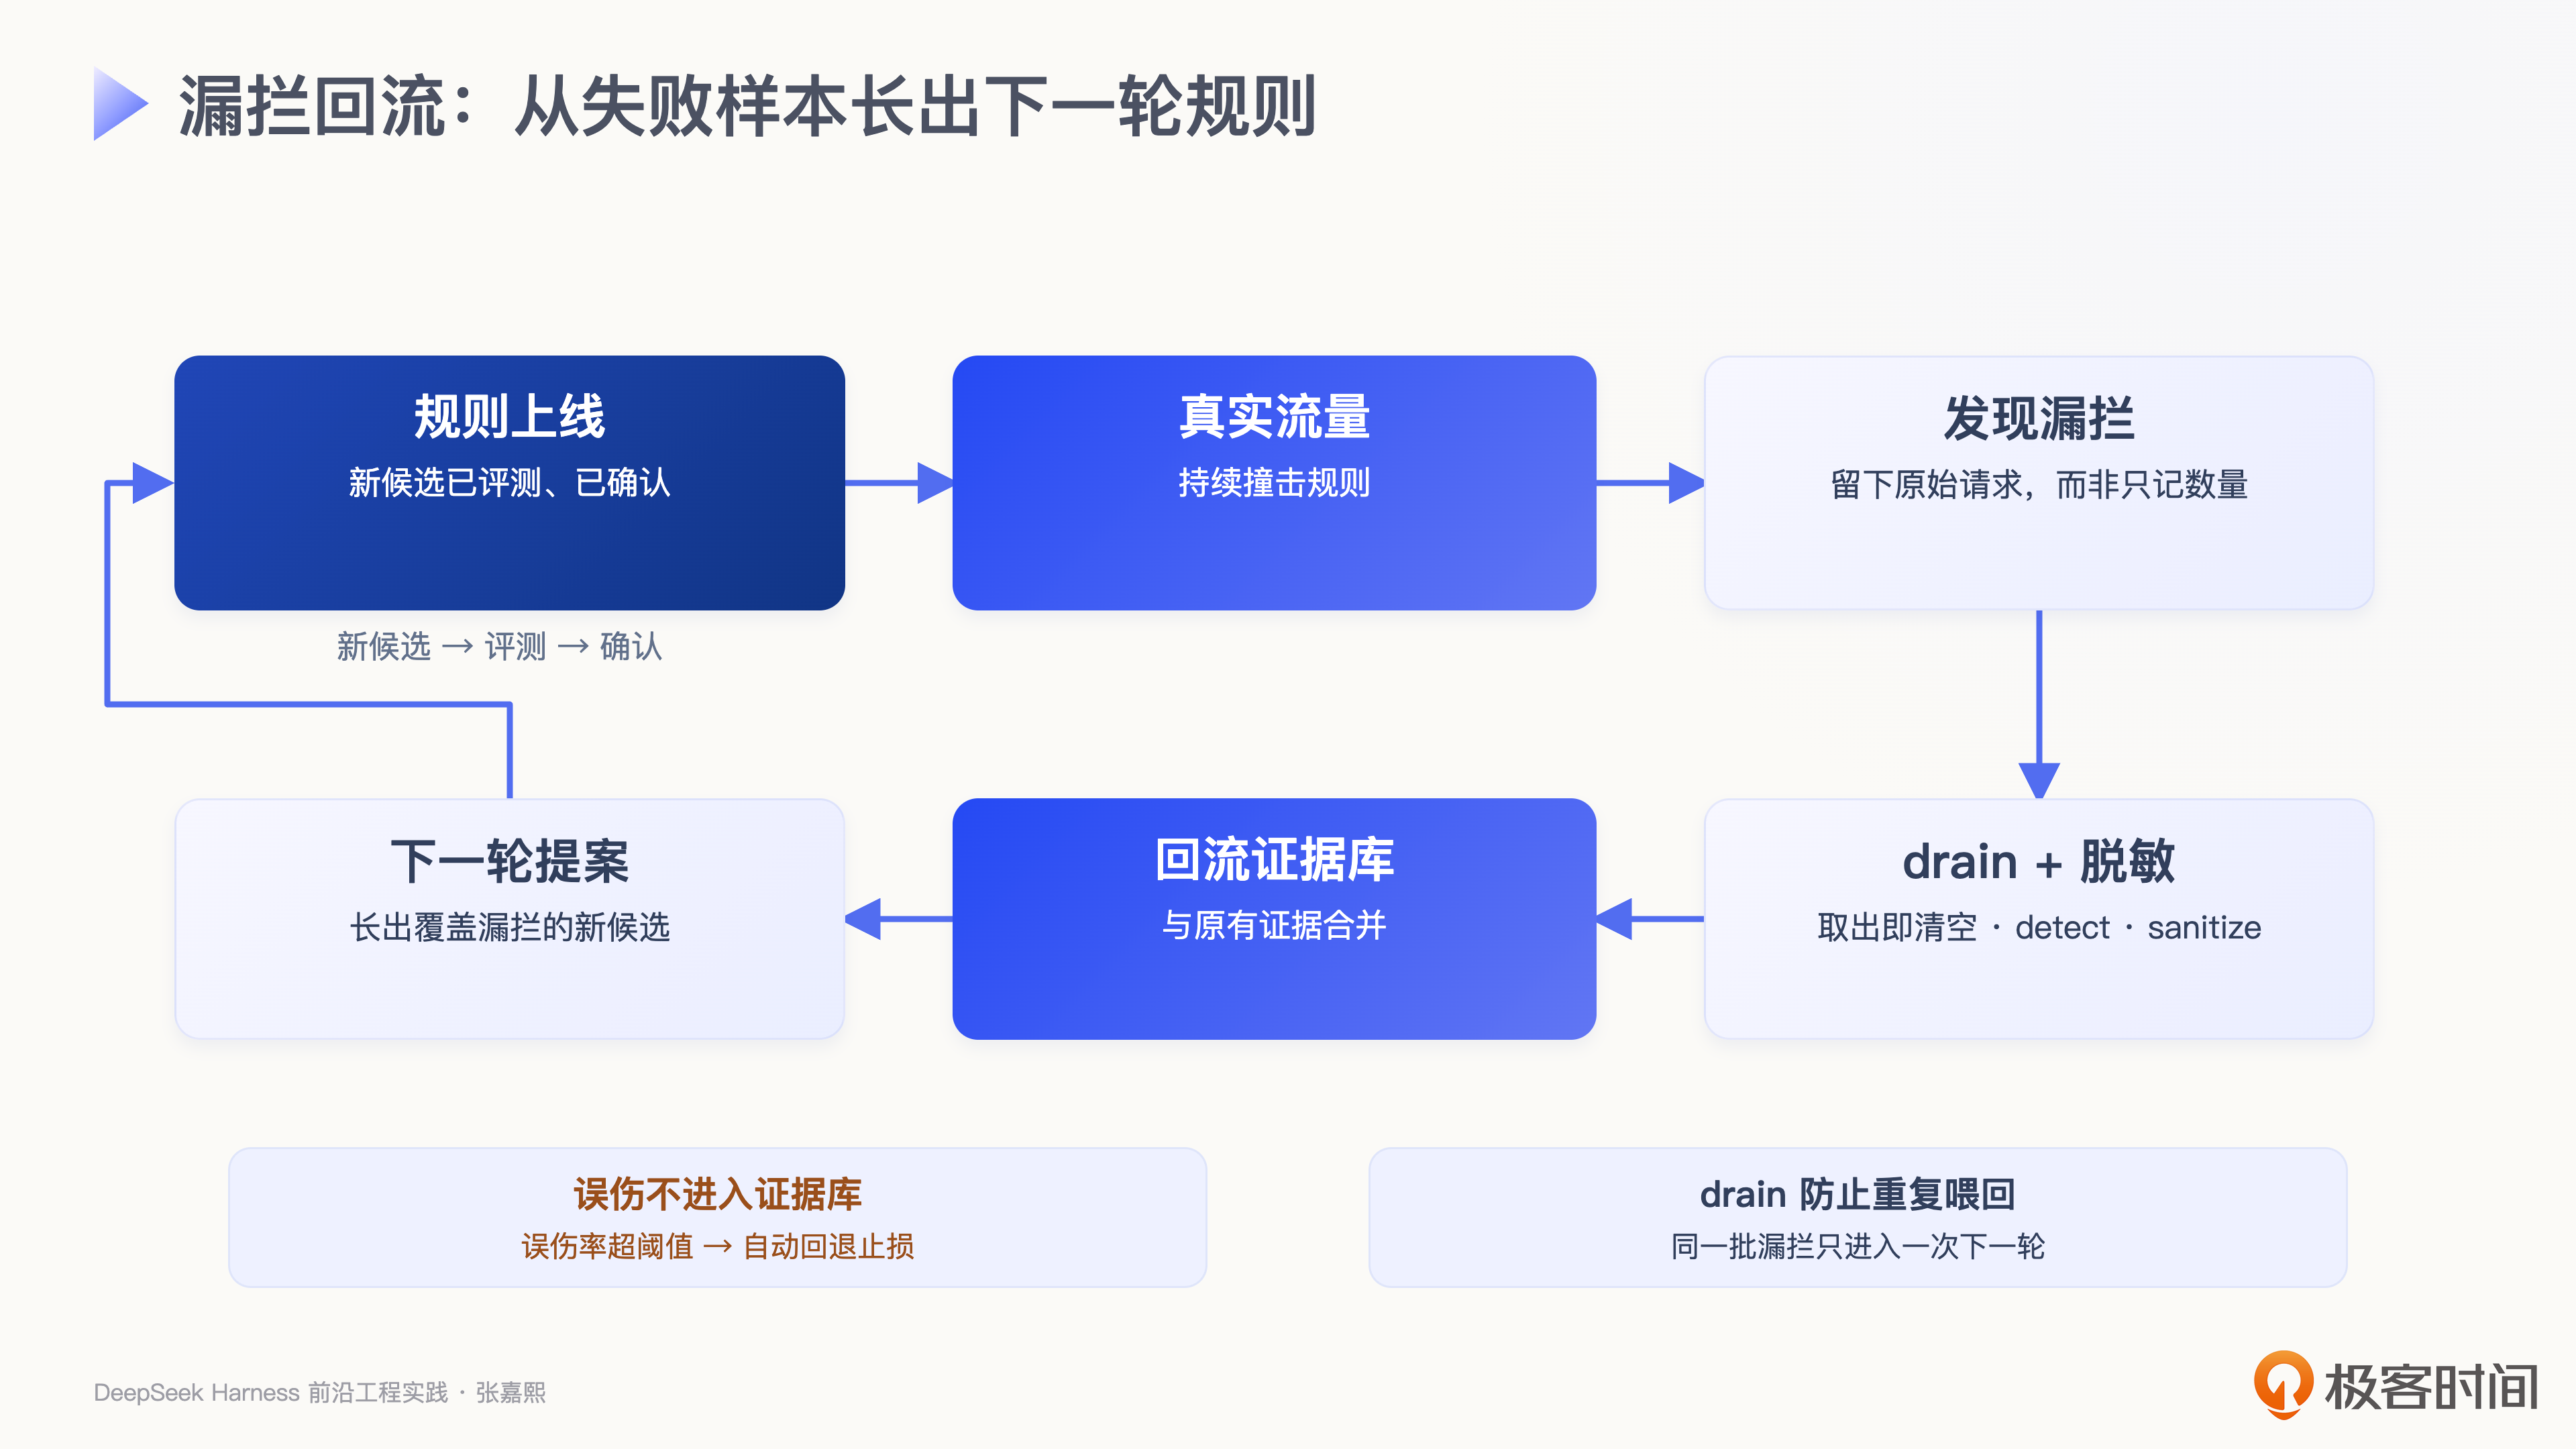 漏拦回流：从失败样本长出下一轮规则
规则上线
新候选已评测、已确认
真实流量
持续撞击规则
发现漏拦
留下原始请求，而非只记数量
新候选 → 评测 → 确认
下一轮提案
长出覆盖漏拦的新候选
回流证据库
与原有证据合并
drain + 脱敏
取出即清空 · detect · sanitize
误伤不进入证据库
误伤率超阈值 → 自动回退止损
drain 防止重复喂回
同一批漏拦只进入一次下一轮
DeepSeek Harness 前沿工程实践 · 张嘉熙
极客时间